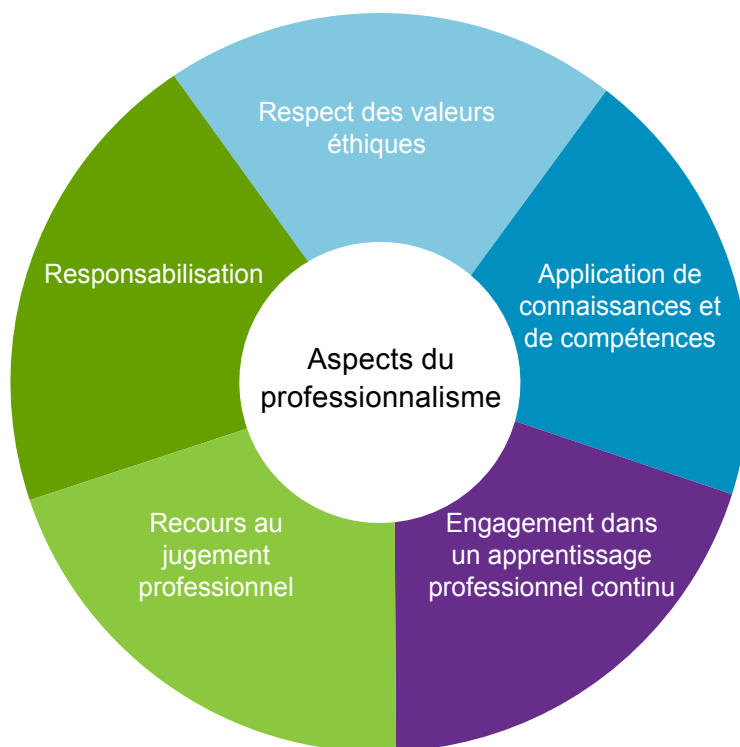 Respect des valeurs
éthiques
Application de
connaissances et
de compétences
Engagement dans
un apprentissage
professionnel continu
Recours au
jugement
professionnel
Responsabilisation
Aspects du
professionnalisme